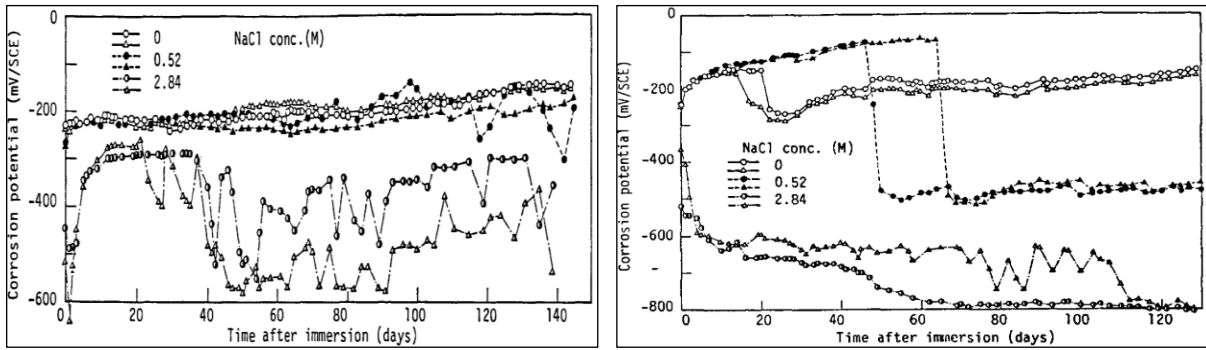 0
-200
-400
-600
Corrosion potential (mV/SCE)
NaCl conc.(M)
0
0.52
2.84
0 20 40 60 80 100 120 140
Time after immersion (days)
0
-200
-400
-600
-800
Corrosion potential (mV/SCE)
NaCl conc. (M)
0
0.52
2.84
0 20 40 60 80 100 120
Time after immersion (days)